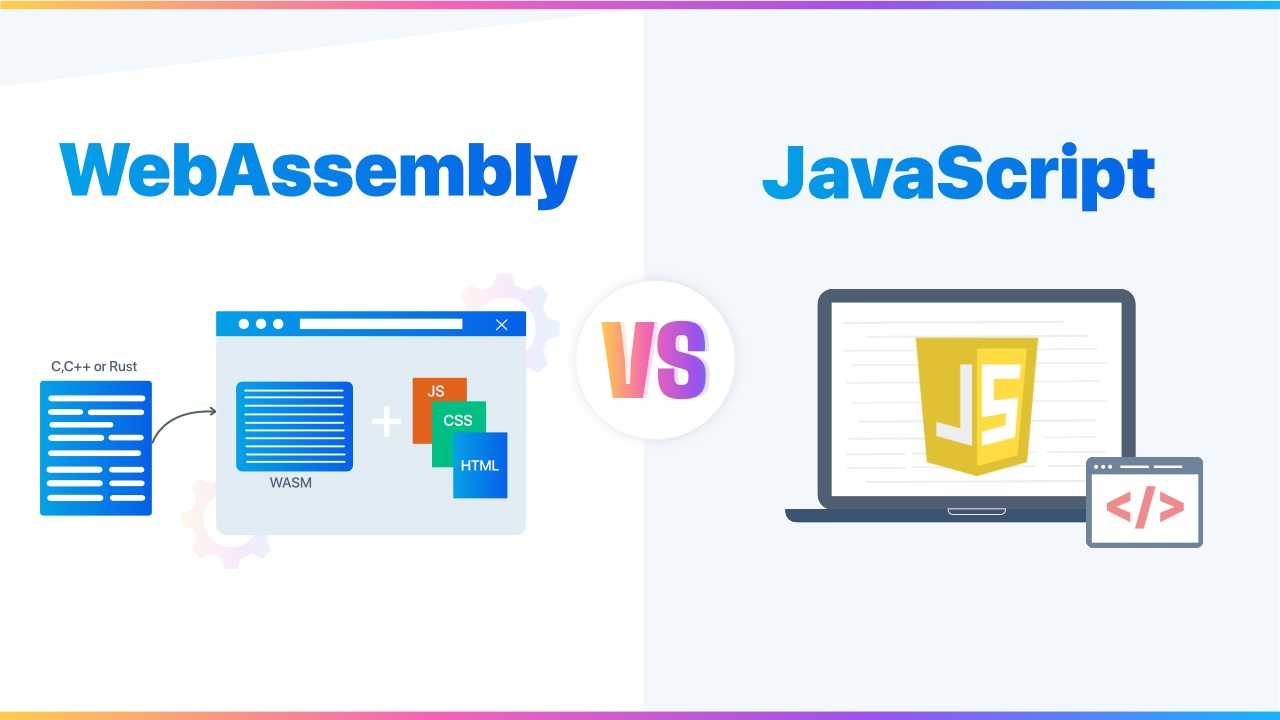 WebAssembly
JavaScript
VS
C,C++ or Rust
JS
CSS
HTML
WASM
JS
</>